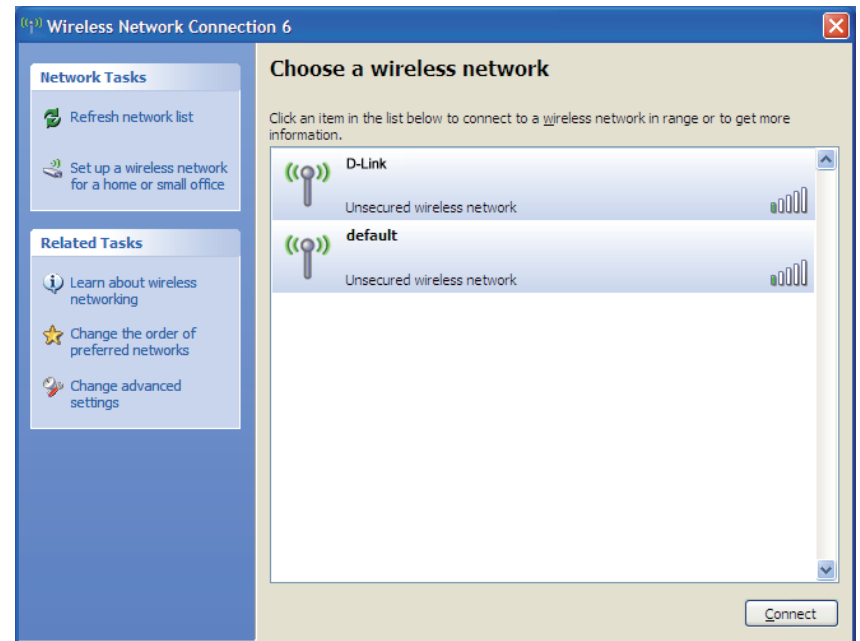 Wireless Network Connection 6
Network Tasks
Refresh network list
Set up a wireless network
for a home or small office
Related Tasks
Learn about wireless
networking
Change the order of
preferred networks
Change advanced
settings
Choose a wireless network
Click an item in the list below to connect to a wireless network in range or to get more
information.
D-Link
Unsecured wireless network
default
Unsecured wireless network
Connect